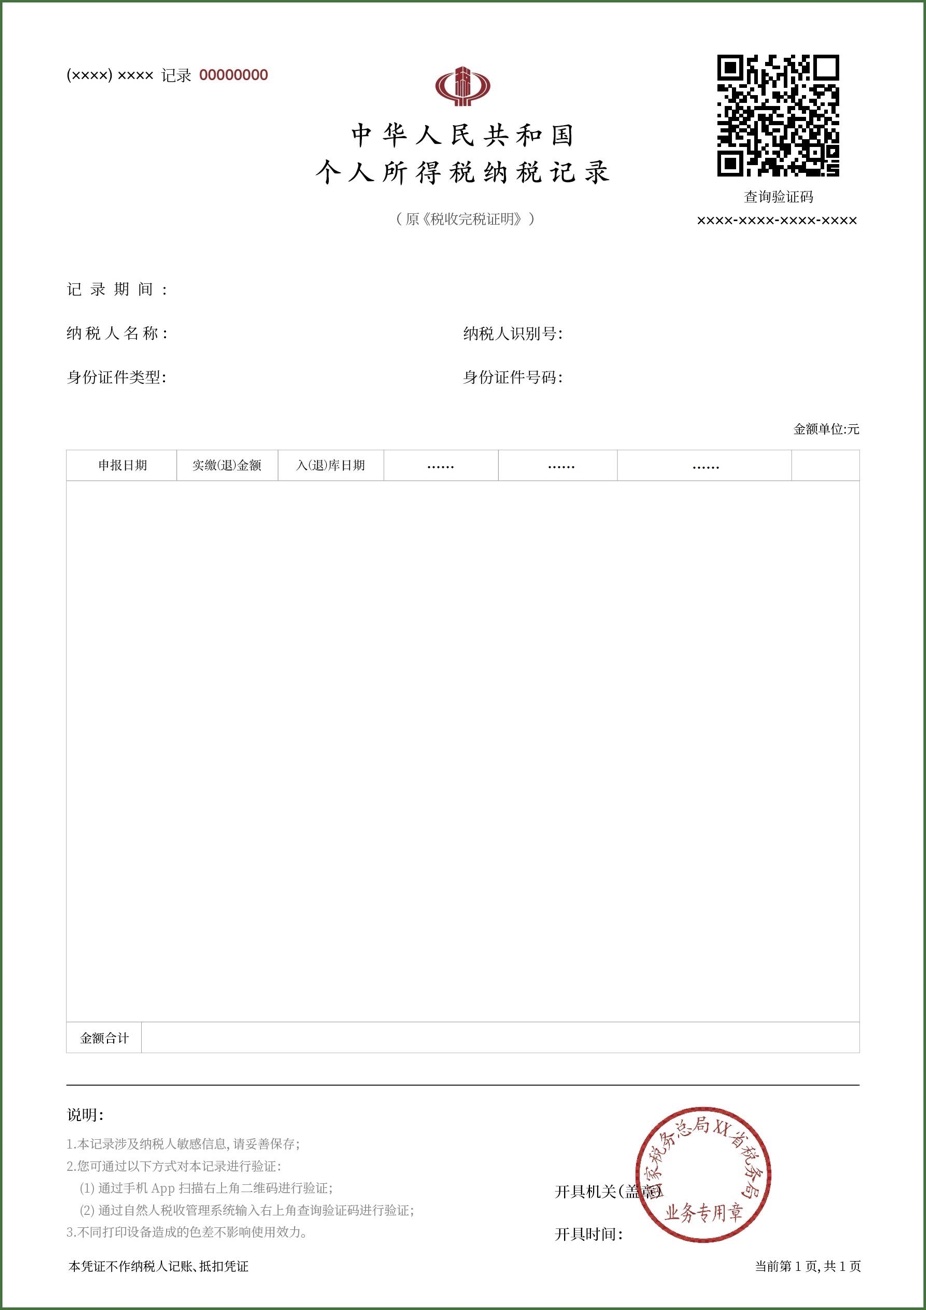 (××××) ×××× 记录 00000000
中华人民共和国
个人所得税纳税记录
(原《税收完税证明》)
查询验证码
××××-××××-××××-××××
记录期间:
纳税人名称:
纳税人识别号:
身份证件类型:
身份证件号码:
金额单位:元
申报日期 实缴(退)金额 入(退)库日期 …… …… ……
金额合计
说明:
1.本记录涉及纳税人敏感信息,请妥善保存;
2.您可通过以下方式对本记录进行验证:
(1) 通过手机 App 扫描右上角二维码进行验证;
(2) 通过自然人税收管理系统输入右上角查询验证码进行验证;
3.不同打印设备造成的色差不影响使用效力。
开具机关(盖章)
开具时间:
国家税务总局XX省税务局
业务专用章
本凭证不作纳税人记账、抵扣凭证
当前第 1 页, 共 1 页